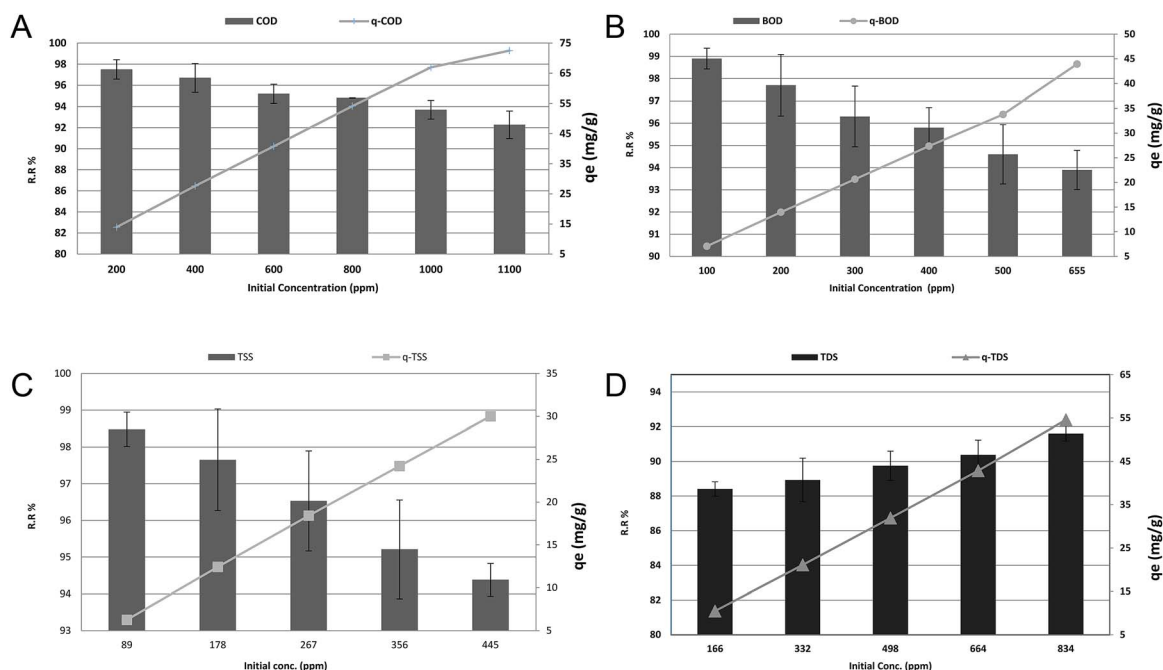 A
COD q-COD
100
98
96
94
92
90
88
86
84
82
80
R.R %
75
65
55
45
35
25
15
5
qe (mg/g)
200 400 600 800 1000 1100
Initial Concentration (ppm)
B
BOD q-BOD
100
99
98
97
96
95
94
93
92
91
90
R.R %
50
45
40
35
30
25
20
15
10
5
qe (mg/g)
100 200 300 400 500 655
Initial Concentration (ppm)
C
TSS q-TSS
100
99
98
97
96
95
94
93
R.R %
35
30
25
20
15
10
5
qe (mg/g)
89 178 267 356 445
Initial conc. (ppm)
D
TDS q-TDS
94
92
90
88
86
84
82
80
R.R %
65
55
45
35
25
15
5
qe (mg/g)
166 332 498 664 834
Initial Conc. (ppm)